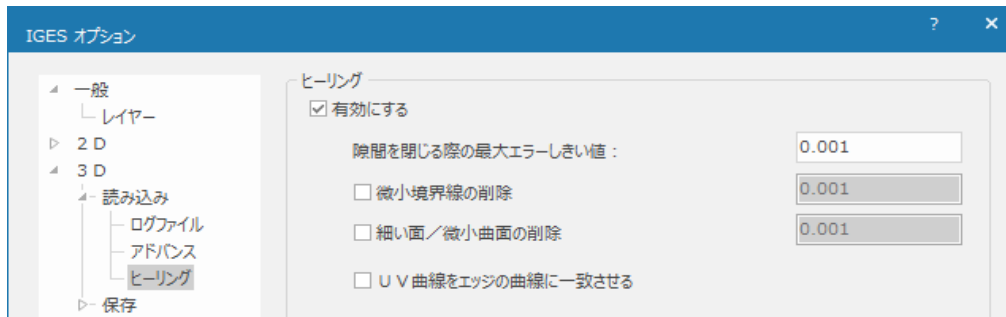 IGES オプション
? ×
一般
レイヤー
2 D
3 D
読み込み
ログファイル
アドバンス
ヒーリング
保存
ヒーリング
有効にする
隙間を閉じる際の最大エラーしきい値： 0.001
微小境界線の削除 0.001
細い面／微小曲面の削除 0.001
ＵＶ曲線をエッジの曲線に一致させる